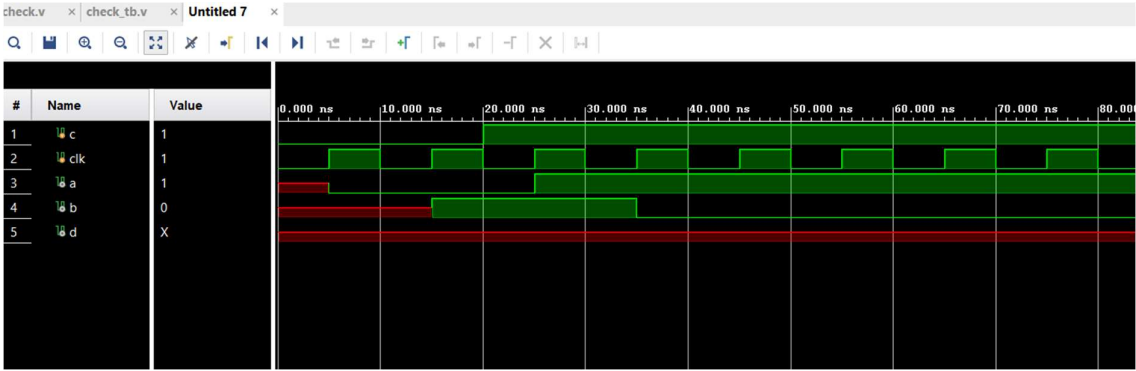 check.v × check_tb.v × Untitled 7 ×
# Name Value
0.000 ns 10.000 ns 20.000 ns 30.000 ns 40.000 ns 50.000 ns 60.000 ns 70.000 ns 80.00
1 c 1
2 clk 1
3 a 1
4 b 0
5 d X